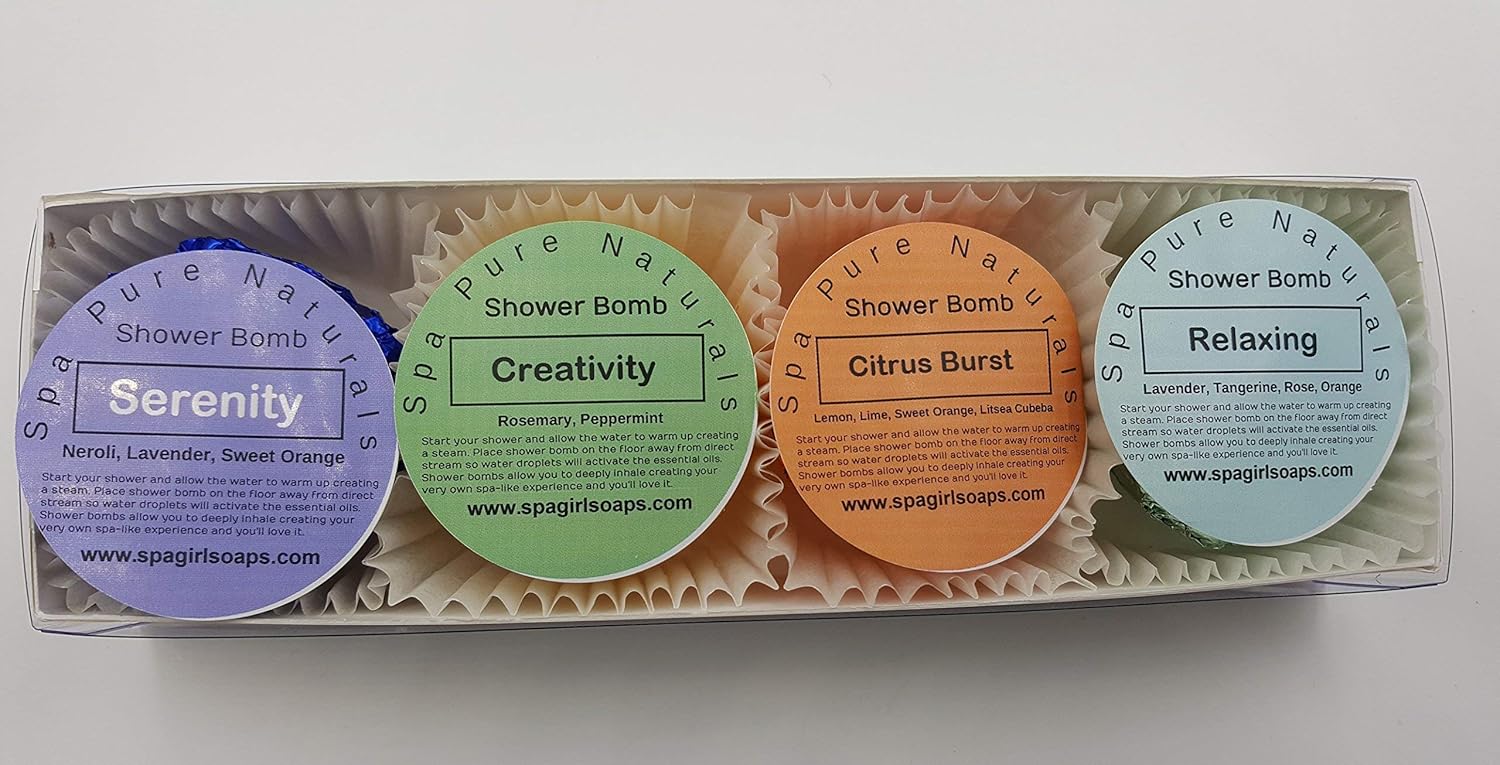 Spa Pure Naturals
Shower Bomb
Serenity
Neroli, Lavender, Sweet Orange
Start your shower and allow the water to warm up creating
a steam. Place shower bomb on the floor away from direct
stream so water droplets will activate the essential oils.
Shower bombs allow you to deeply inhale creating your
very own spa-like experience and you'll love it.
www.spagirlsoaps.com
Spa Pure Naturals
Shower Bomb
Creativity
Rosemary, Peppermint
Start your shower and allow the water to warm up creating
a steam. Place shower bomb on the floor away from direct
stream so water droplets will activate the essential oils.
Shower bombs allow you to deeply inhale creating your
very own spa-like experience and you'll love it.
www.spagirlsoaps.com
Spa Pure Naturals
Shower Bomb
Citrus Burst
Lemon, Lime, Sweet Orange, Litsea Cubeba
Start your shower and allow the water to warm up creating
a steam. Place shower bomb on the floor away from direct
stream so water droplets will activate the essential oils.
Shower bombs allow you to deeply inhale creating your
very own spa-like experience and you'll love it.
www.spagirlsoaps.com
Spa Pure Naturals
Shower Bomb
Relaxing
Lavender, Tangerine, Rose, Orange
Start your shower and allow the water to warm up creating
a steam. Place shower bomb on the floor away from direct
stream so water droplets will activate the essential oils.
Shower bombs allow you to deeply inhale creating your
very own spa-like experience and you'll love it.
www.spagirlsoaps.com